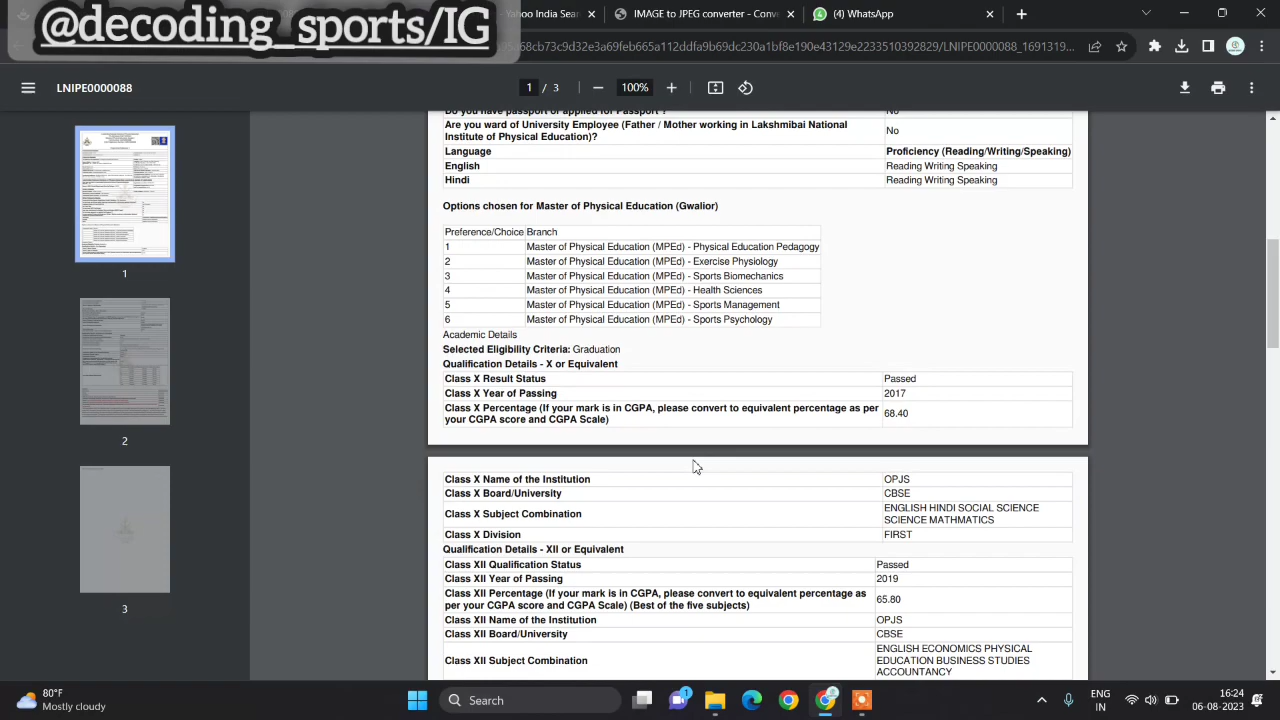 @decoding_sports/IG
Yahoo India Sear
IMAGE to JPEG converter - Conv
(4) WhatsApp
LNIPE0000088
1 / 3
100%
Are you ward of University Employee (Father / Mother working in Lakshmibai National
Institute of Physical Education)?
No
Language Proficiency (Reading/Writing/Speaking)
English Reading Writing Speaking
Hindi Reading Writing Speaking
Options chosen for Master of Physical Education (Gwalior)
Preference/Choice Branch
1 Master of Physical Education (MPEd) - Physical Education Pedagogy
2 Master of Physical Education (MPEd) - Exercise Physiology
3 Master of Physical Education (MPEd) - Sports Biomechanics
4 Master of Physical Education (MPEd) - Health Sciences
5 Master of Physical Education (MPEd) - Sports Management
6 Master of Physical Education (MPEd) - Sports Psychology
Academic Details
Selected Eligibility Criteria: Graduation
Qualification Details - X or Equivalent
Class X Result Status Passed
Class X Year of Passing 2017
Class X Percentage (If your mark is in CGPA, please convert to equivalent percentage as per
your CGPA score and CGPA Scale)
68.40
Class X Name of the Institution OPJS
Class X Board/University CBSE
Class X Subject Combination
ENGLISH HINDI SOCIAL SCIENCE
SCIENCE MATHMATICS
Class X Division FIRST
Qualification Details - XII or Equivalent
Class XII Qualification Status Passed
Class XII Year of Passing 2019
Class XII Percentage (If your mark is in CGPA, please convert to equivalent percentage as
per your CGPA score and CGPA Scale) (Best of the five subjects)
65.80
Class XII Name of the Institution OPJS
Class XII Board/University CBSE
Class XII Subject Combination
ENGLISH ECONOMICS PHYSICAL
EDUCATION BUSINESS STUDIES
ACCOUNTANCY
1
2
3
80°F
Mostly cloudy
Search
ENG
IN
16:24
06-08-2023